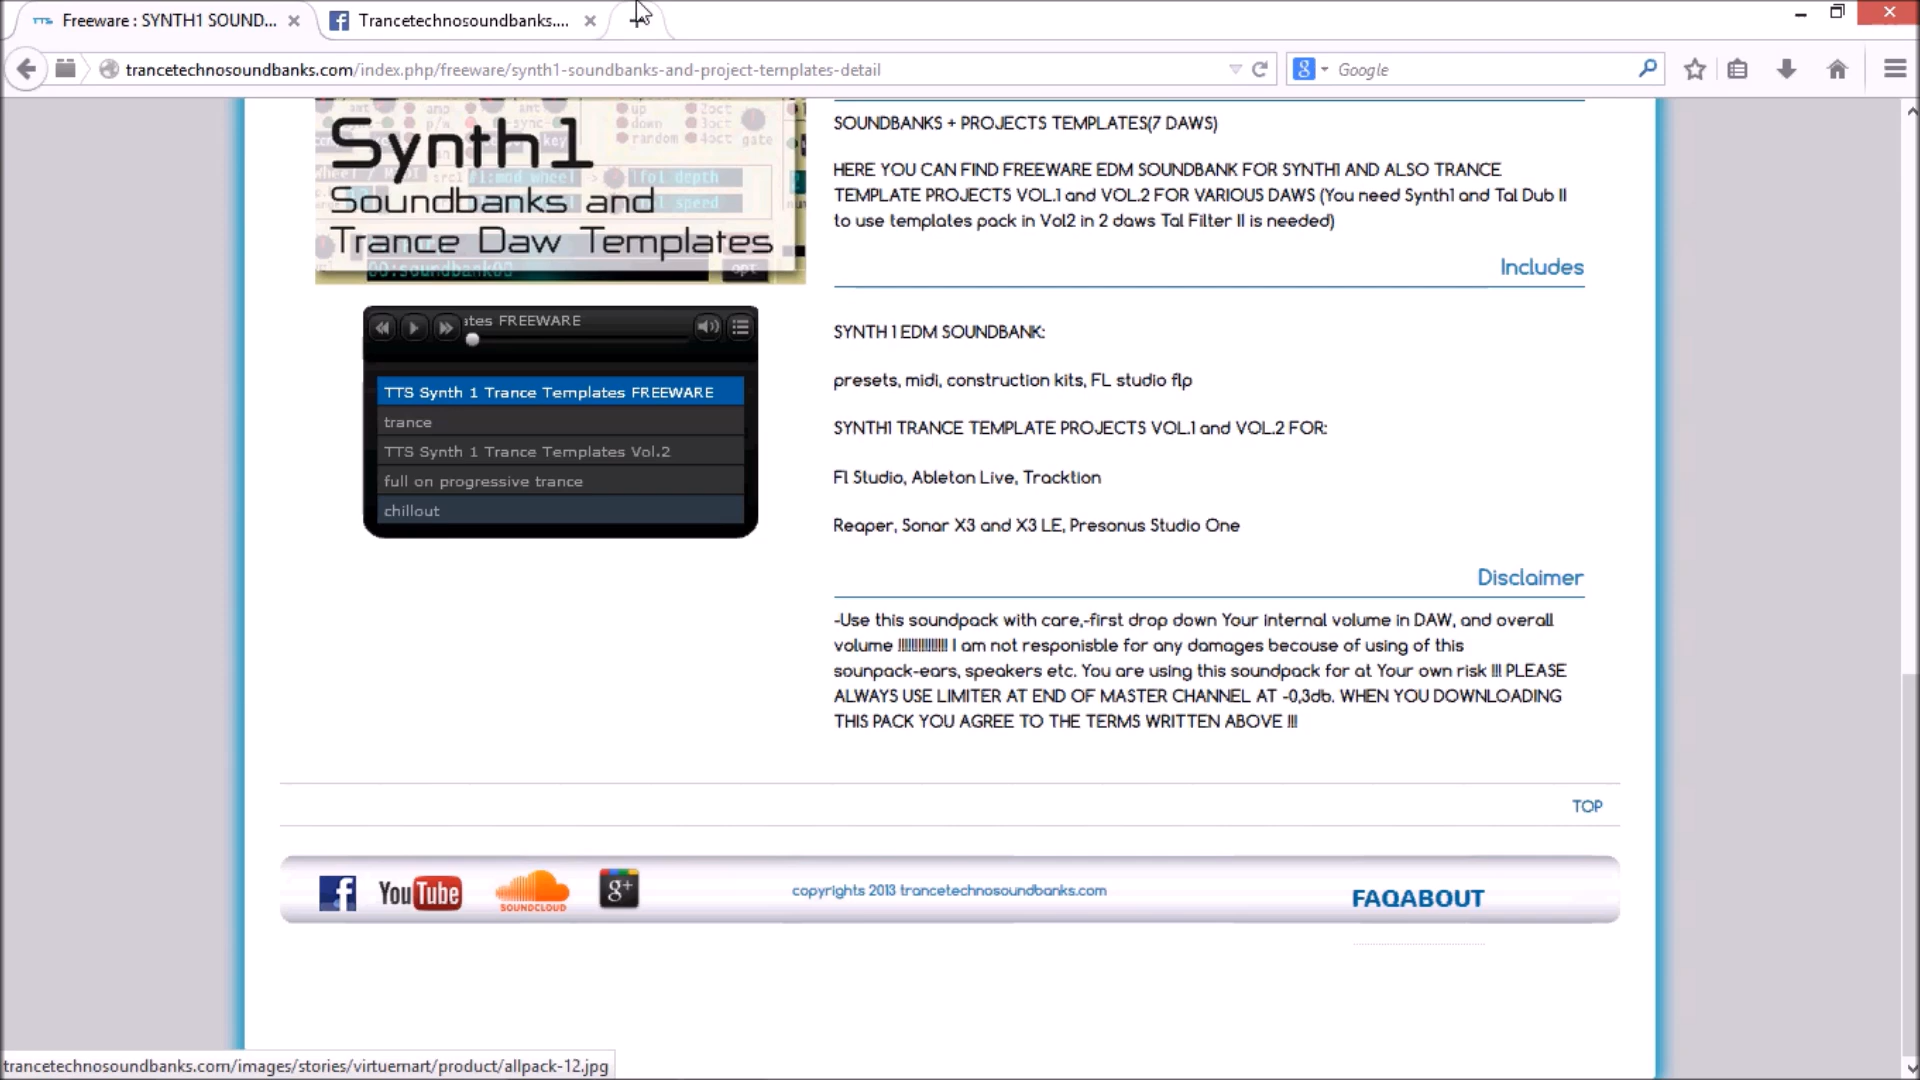 Freeware : SYNTH1 SOUND...
Trancetechnosoundbanks....
trancetechnosoundbanks.com/index.php/freeware/synth1-soundbanks-and-project-templates-detail
Google
amp
p/m
key
up
down
random
2oct
3oct
4oct
gate
Synth1
Soundbanks and
Trance Daw Templates
SOUNDBANKS + PROJECTS TEMPLATES(7 DAWS)
HERE YOU CAN FIND FREEWARE EDM SOUNDBANK FOR SYNTH1 AND ALSO TRANCE
TEMPLATE PROJECTS VOL.1 and VOL.2 FOR VARIOUS DAWS (You need Synth1 and Tal Dub II
to use templates pack in Vol2 in 2 daws Tal Filter II is needed)
Includes
ates FREEWARE
TTS Synth 1 Trance Templates FREEWARE
trance
TTS Synth 1 Trance Templates Vol.2
full on progressive trance
chillout
SYNTH 1 EDM SOUNDBANK:
presets, midi, construction kits, FL studio flp
SYNTH1 TRANCE TEMPLATE PROJECTS VOL.1 and VOL.2 FOR:
Fl Studio, Ableton Live, Tracktion
Reaper, Sonar X3 and X3 LE, Presonus Studio One
Disclaimer
-Use this soundpack with care,-first drop down Your internal volume in DAW, and overall
volume !!!!!!!!!!!!!!! I am not responisble for any damages becouse of using of this
sounpack-ears, speakers etc. You are using this soundpack for at Your own risk !!! PLEASE
ALWAYS USE LIMITER AT END OF MASTER CHANNEL AT -0,3db. WHEN YOU DOWNLOADING
THIS PACK YOU AGREE TO THE TERMS WRITTEN ABOVE !!!
TOP
YouTube
SOUNDCLOUD
g+
copyrights 2013 trancetechnosoundbanks.com
FAQABOUT
trancetechnosoundbanks.com/images/stories/virtuemart/product/allpack-12.jpg